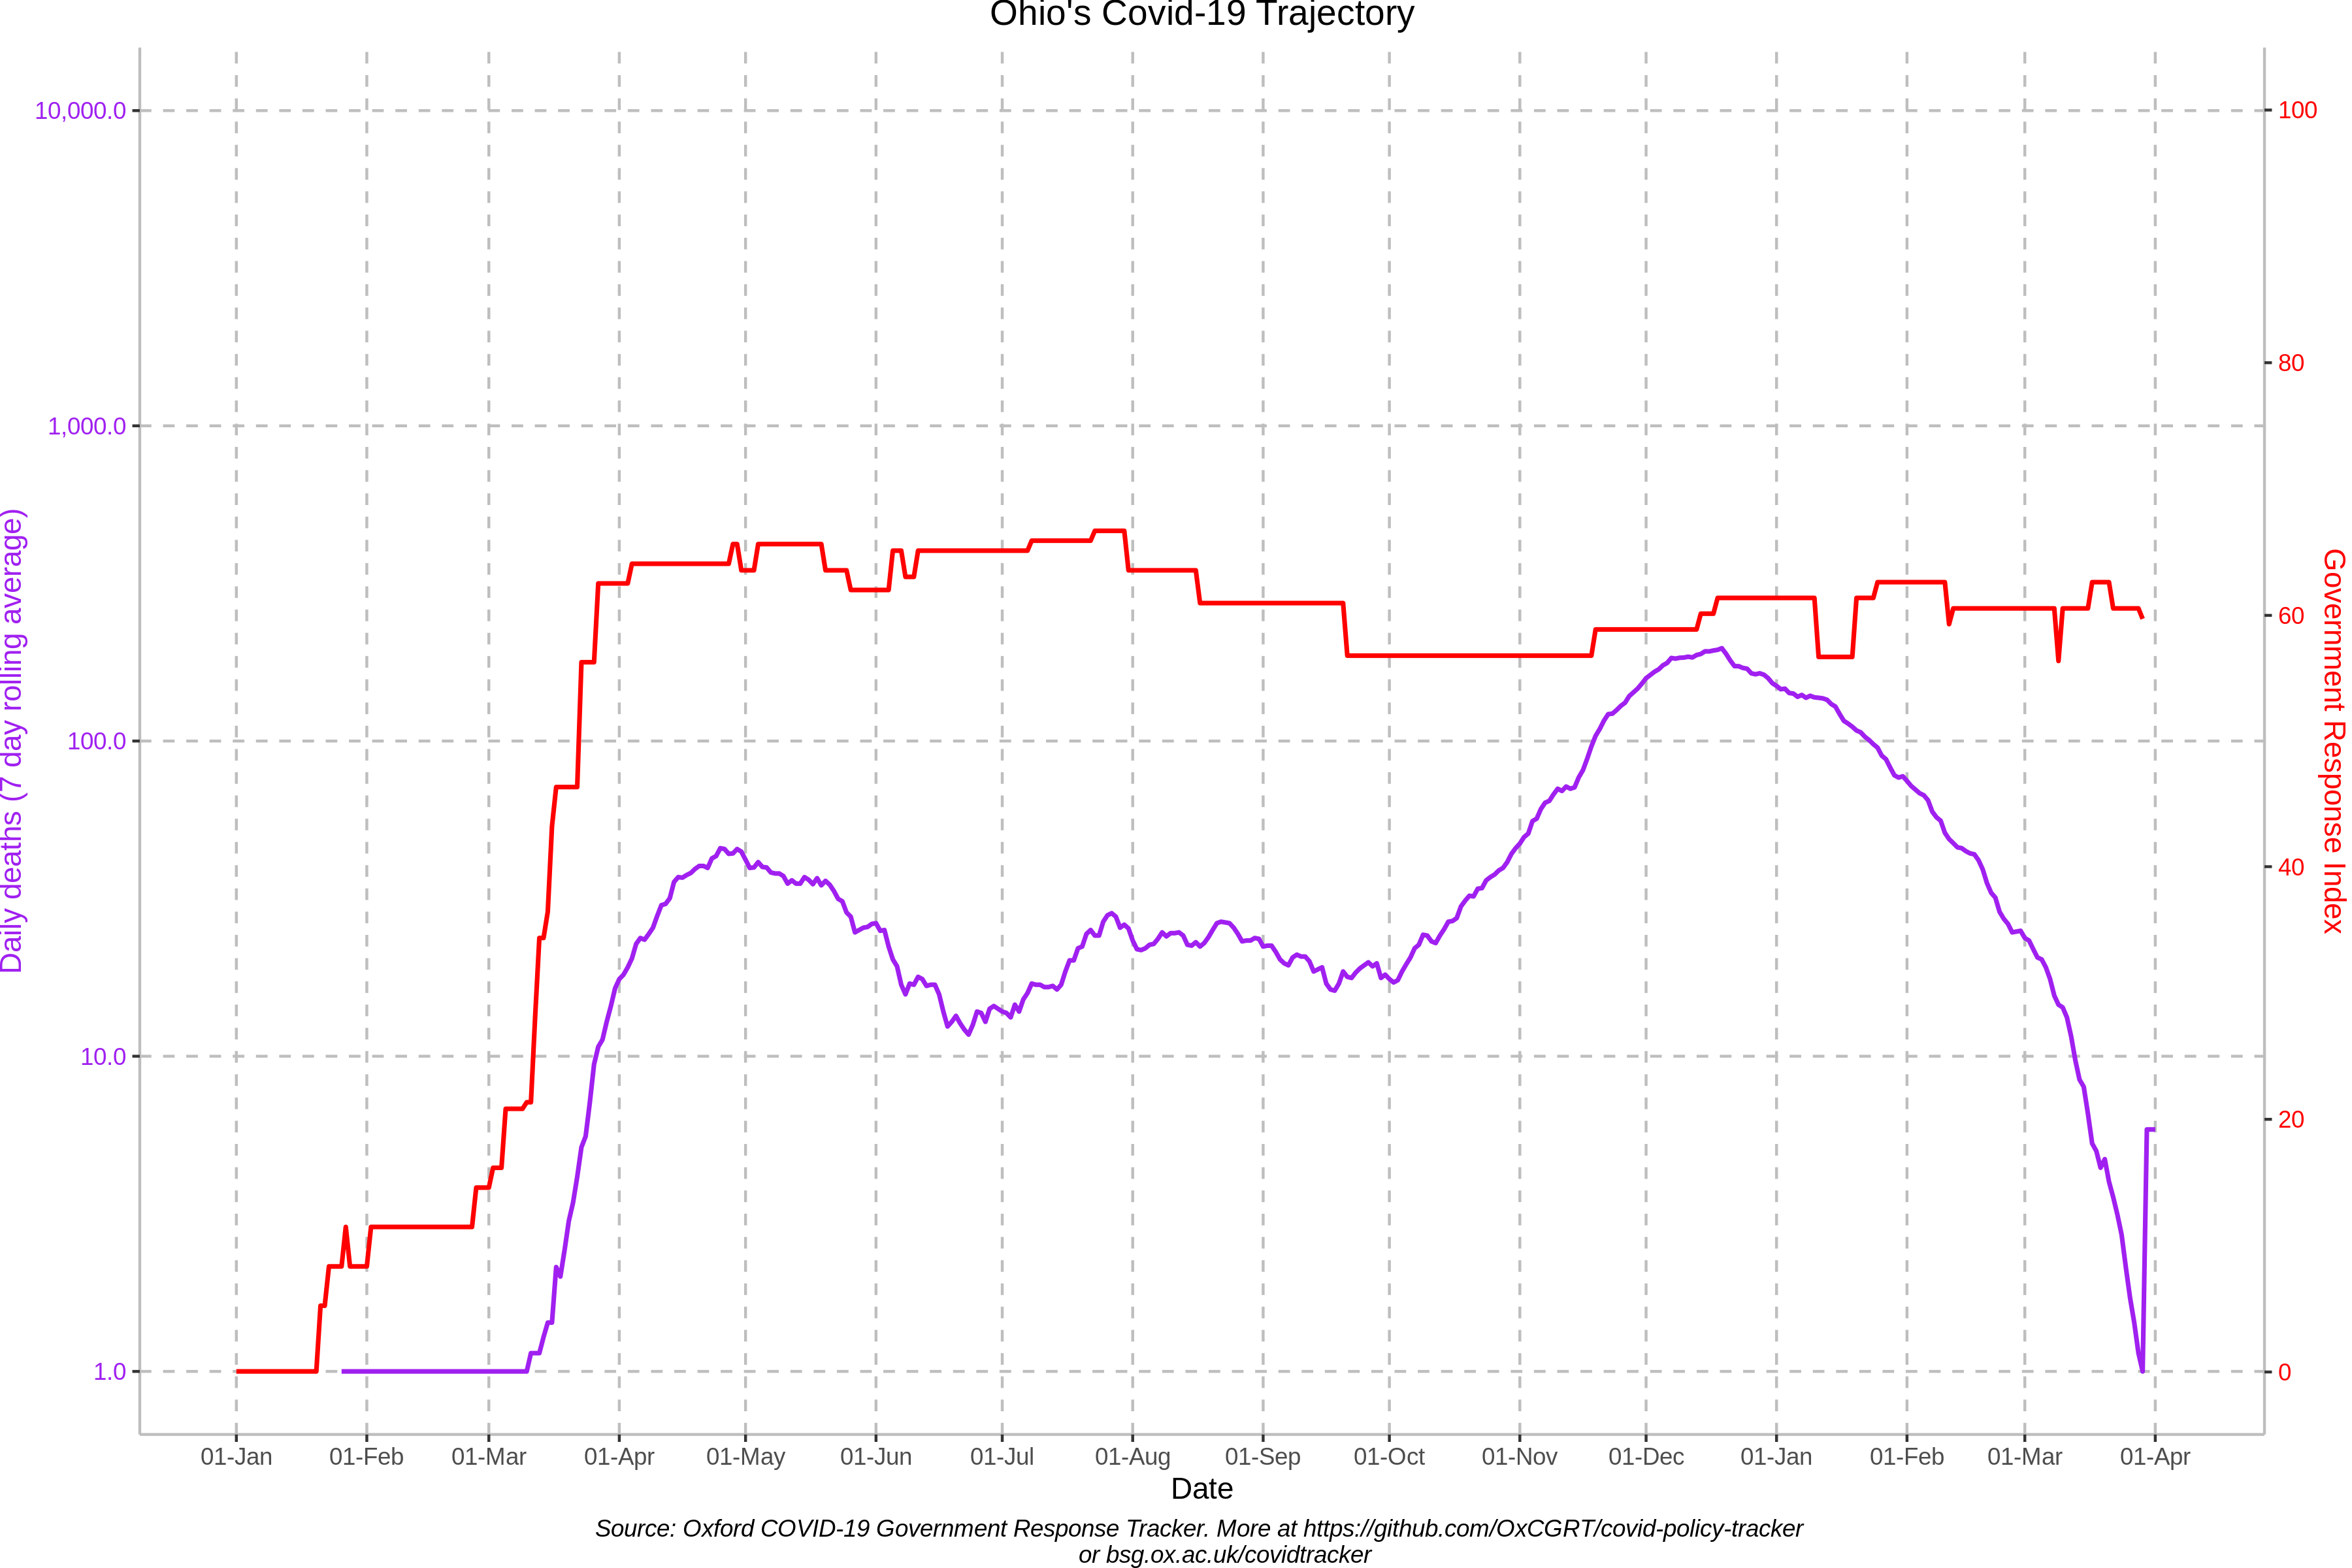 Ohio's Covid-19 Trajectory
10,000.0
1,000.0
100.0
10.0
1.0
Daily deaths (7 day rolling average)
100
80
60
40
20
0
Government Response Index
01-Jan 01-Feb 01-Mar 01-Apr 01-May 01-Jun 01-Jul 01-Aug 01-Sep 01-Oct 01-Nov 01-Dec 01-Jan 01-Feb 01-Mar 01-Apr
Date
Source: Oxford COVID-19 Government Response Tracker. More at https://github.com/OxCGRT/covid-policy-tracker
or bsg.ox.ac.uk/covidtracker